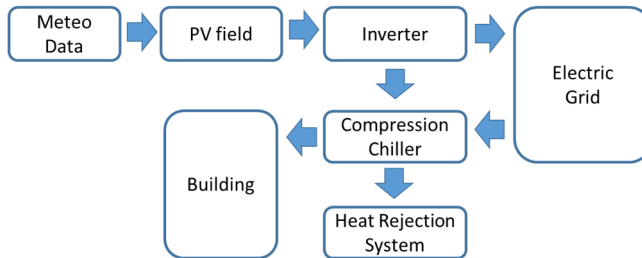 Meteo
Data
PV field
Inverter
Electric
Grid
Compression
Chiller
Building
Heat Rejection
System